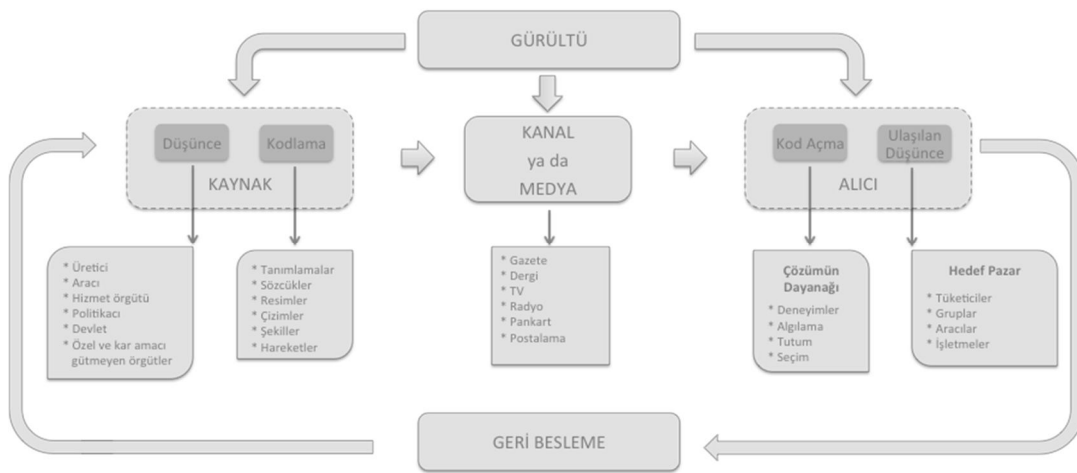 GÜRÜLTÜ
Düşünce
Kodlama
KAYNAK
KANAL
ya da
MEDYA
Kod Açma
Ulaşılan
Düşünce
ALICI
* Üretici
* Aracı
* Hizmet örgütü
* Politikacı
* Devlet
* Özel ve kar amacı
gütmeyen örgütler
* Tanımlamalar
* Sözcükler
* Resimler
* Çizimler
* Şekiller
* Hareketler
* Gazete
* Dergi
* TV
* Radyo
* Pankart
* Postalama
Çözümün
Dayanağı
* Deneyimler
* Algılama
* Tutum
* Seçim
Hedef Pazar
* Tüketiciler
* Gruplar
* Aracılar
* İşletmeler
GERİ BESLEME